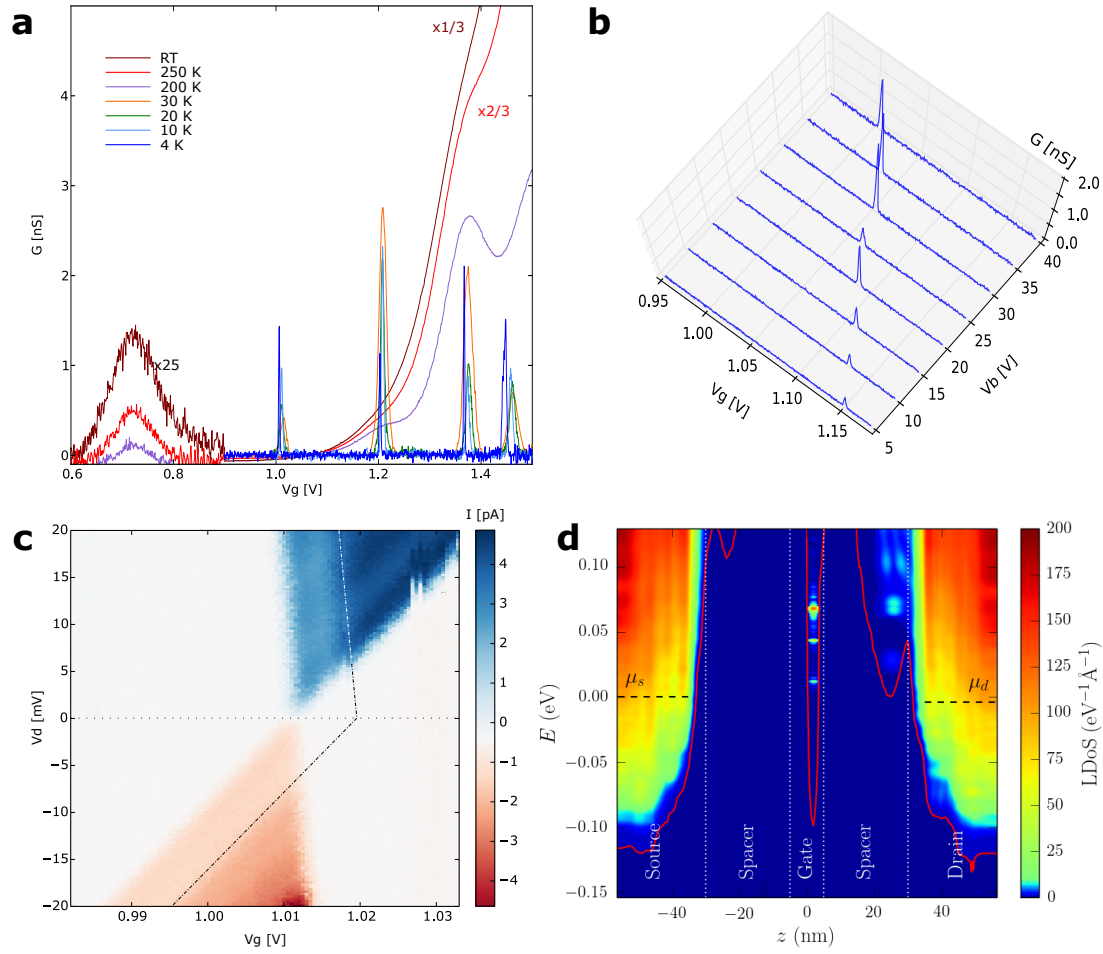 a
x1/3
RT
250 K
200 K
30 K
20 K
10 K
4 K
x2/3
x25
G [nS]
4
3
2
1
0
0.6
0.8
1.0
1.2
1.4
Vg [V]
b
G [nS]
2.0
1.0
0.0
40
35
30
25
20
15
10
5
Vb [V]
0.95
1.00
1.05
1.10
1.15
Vg [V]
c
I [pA]
20
15
10
5
0
−5
−10
−15
−20
Vd [mV]
0.99
1.00
1.01
1.02
1.03
Vg [V]
4
3
2
1
0
−1
−2
−3
−4
d
0.10
0.05
0.00
−0.05
−0.10
−0.15
E (eV)
μs
μd
Source
Spacer
Gate
Spacer
Drain
−40
−20
0
20
40
z (nm)
200
175
150
125
100
75
50
25
0
LDoS (eV⁻¹Å⁻¹)